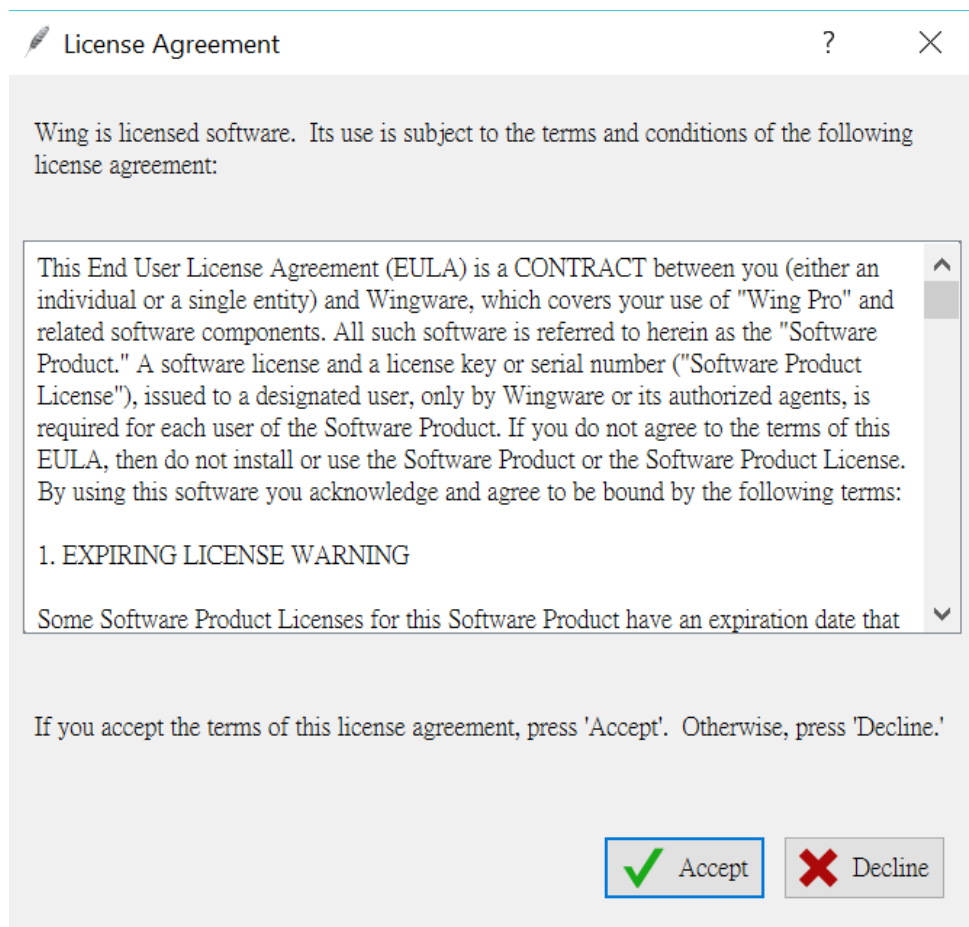 License Agreement
?
Wing is licensed software.  Its use is subject to the terms and conditions of the following
license agreement:
This End User License Agreement (EULA) is a CONTRACT between you (either an
individual or a single entity) and Wingware, which covers your use of "Wing Pro" and
related software components. All such software is referred to herein as the "Software
Product." A software license and a license key or serial number ("Software Product
License"), issued to a designated user, only by Wingware or its authorized agents, is
required for each user of the Software Product. If you do not agree to the terms of this
EULA, then do not install or use the Software Product or the Software Product License.
By using this software you acknowledge and agree to be bound by the following terms:
1. EXPIRING LICENSE WARNING
Some Software Product Licenses for this Software Product have an expiration date that
If you accept the terms of this license agreement, press 'Accept'.  Otherwise, press 'Decline.'
Accept
Decline